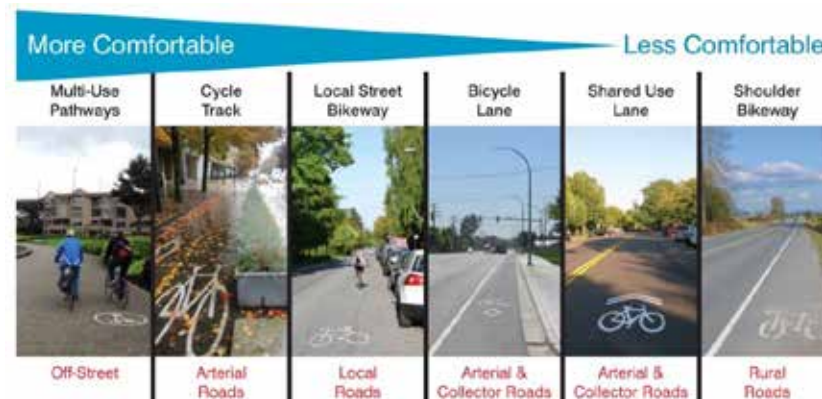 More Comfortable
Less Comfortable
Multi-Use
Pathways
Cycle
Track
Local Street
Bikeway
Bicycle
Lane
Shared Use
Lane
Shoulder
Bikeway
Off-Street
Arterial
Roads
Local
Roads
Arterial &
Collector Roads
Arterial &
Collector Roads
Rural
Roads